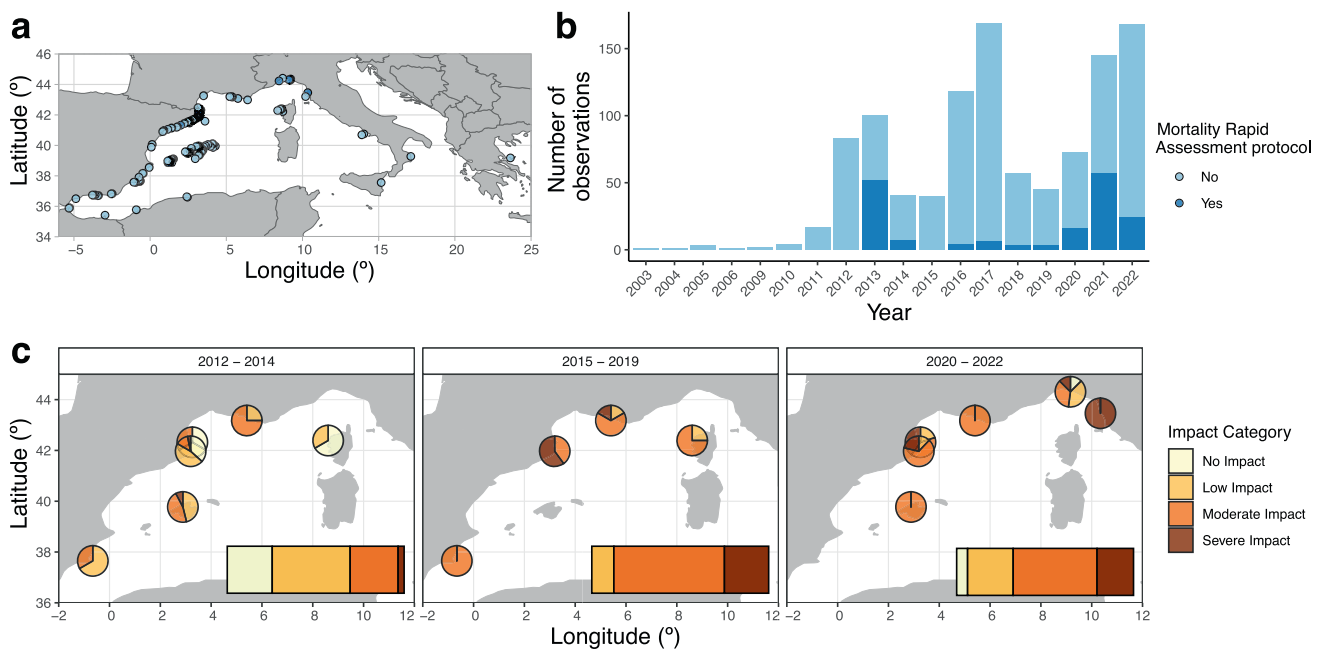 a
46
44
42
40
38
36
34
Latitude (º)
−5
0
5
10
15
20
25
Longitude (º)
b
150
100
50
0
Number of
observations
2003
2004
2005
2006
2009
2010
2011
2012
2013
2014
2015
2016
2017
2018
2019
2020
2021
2022
Year
Mortality Rapid
Assessment protocol
No
Yes
c
2012 − 2014
2015 − 2019
2020 − 2022
44
42
40
38
36
Latitude (º)
−2
0
2
4
6
8
10
12
−2
0
2
4
6
8
10
12
−2
0
2
4
6
8
10
12
Longitude (º)
Impact Category
No Impact
Low Impact
Moderate Impact
Severe Impact